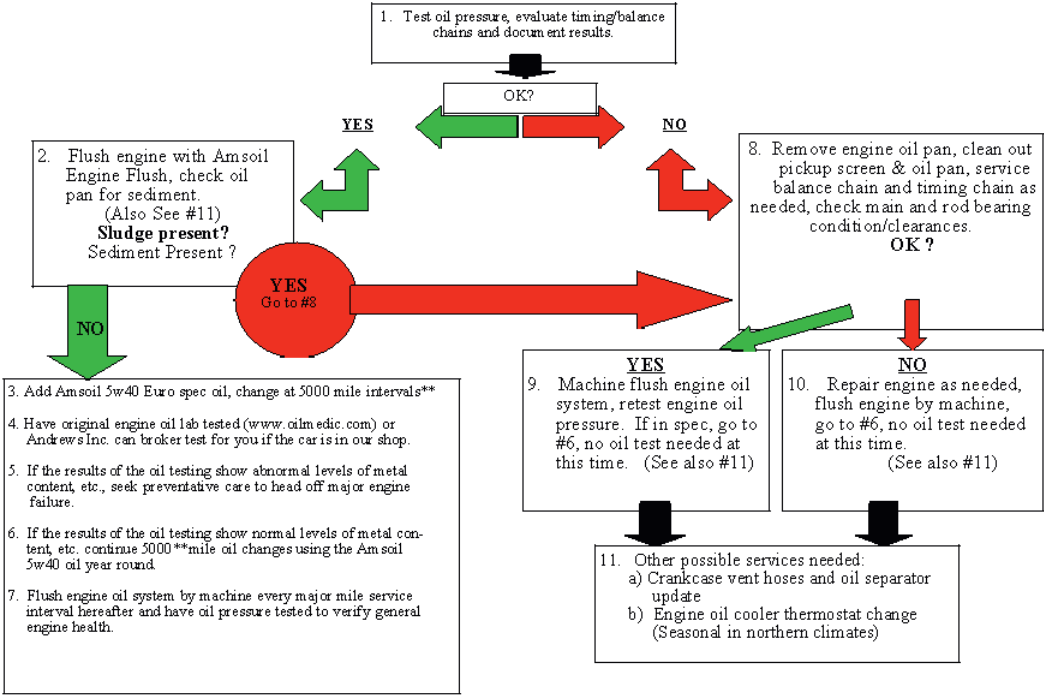 1. Test oil pressure, evaluate timing/balance
chains and document results.
OK?
YES
NO
2. Flush engine with Amsoil
Engine Flush, check oil
pan for sediment.
(Also See #11)
Sludge present?
Sediment Present ?
YES
Go to #8
NO
8. Remove engine oil pan, clean out
pickup screen & oil pan, service
balance chain and timing chain as
needed, check main and rod bearing
condition/clearances.
OK ?
3. Add Amsoil 5w40 Euro spec oil, change at 5000 mile intervals**
4. Have original engine oil lab tested (www.oilmedic.com) or
Andrews Inc. can broker test for you if the car is in our shop.
5. If the results of the oil testing show abnormal levels of metal
content, etc., seek preventative care to head off major engine
failure.
6. If the results of the oil testing show normal levels of metal con-
tent, etc. continue 5000 **mile oil changes using the Amsoil
5w40 oil year round.
7. Flush engine oil system by machine every major mile service
interval hereafter and have oil pressure tested to verify general
engine health.
YES
9. Machine flush engine oil
system, retest engine oil
pressure. If in spec, go to
#6, no oil test needed at
this time. (See also #11)
NO
10. Repair engine as needed,
flush engine by machine,
go to #6, no oil test needed
at this time.
(See also #11)
11. Other possible services needed:
a) Crankcase vent hoses and oil separator
update
b) Engine oil cooler thermostat change
(Seasonal in northern climates)